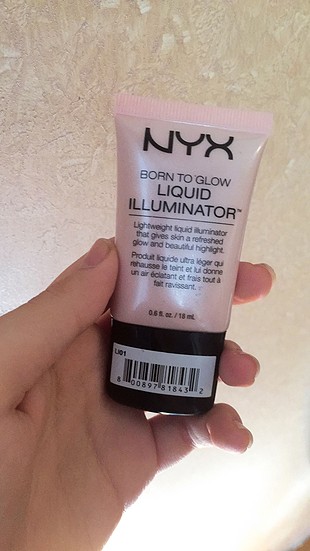 NYX
BORN TO GLOW
LIQUID
ILLUMINATOR™
Lightweight liquid illuminator
that gives skin a refreshed
glow and beautiful highlight.
Produit liquide ultra léger qui
rehausse le teint et lui donne
un air éclatant et frais tout à
fait ravissant.
0.6 fl. oz. / 18 mL
LI01
8 00897 81843 2